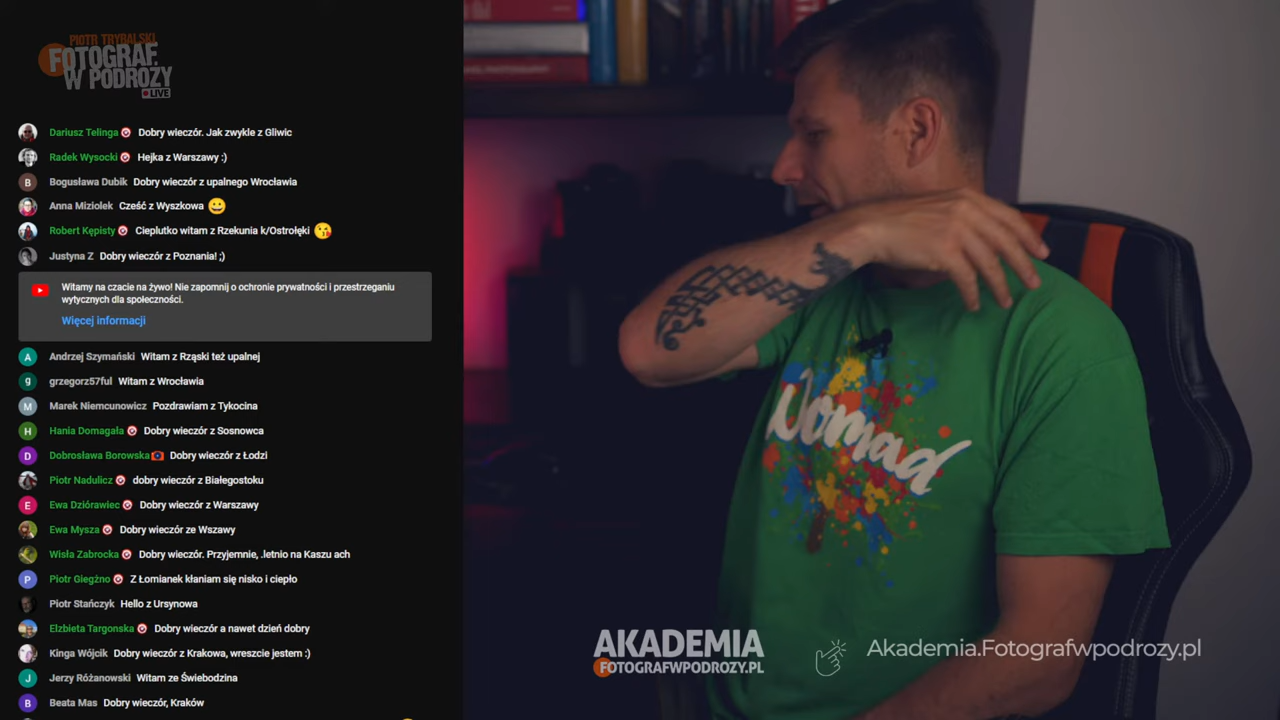 PIOTR TRYBALSKI
FOTOGRAF
W PODROZY
LIVE
Dariusz Telinga Dobry wieczór. Jak zwykle z Gliwic
Radek Wysocki Hejka z Warszawy :)
B Bogusława Dubik Dobry wieczór z upalnego Wrocławia
Anna Miziolek Cześć z Wyszkowa 😀
Robert Kępisty Cieplutko witam z Rzekunia k/Ostrołęki 😘
Justyna Z Dobry wieczór z Poznania! ;)
Witamy na czacie na żywo! Nie zapomnij o ochronie prywatności i przestrzeganiu
wytycznych dla społeczności.
Więcej informacji
A Andrzej Szymański Witam z Rząski też upalnej
g grzegorz57ful Witam z Wrocławia
M Marek Niemcunowicz Pozdrawiam z Tykocina
H Hania Domagała Dobry wieczór z Sosnowca
D Dobrosława Borowska Dobry wieczór z Łodzi
Piotr Nadulicz dobry wieczór z Białegostoku
E Ewa Dziórawiec Dobry wieczór z Warszawy
Ewa Mysza Dobry wieczór ze Wszawy
Wisła Zabrocka Dobry wieczór. Przyjemnie, .letnio na Kaszu ach
P Piotr Giegżno Z Łomianek kłaniam się nisko i ciepło
Piotr Stańczyk Hello z Ursynowa
Elzbieta Targonska Dobry wieczór a nawet dzień dobry
Kinga Wójcik Dobry wieczór z Krakowa, wreszcie jestem :)
J Jerzy Różanowski Witam ze Świebodzina
B Beata Mas Dobry wieczór, Kraków
Nomad
AKADEMIA
FOTOGRAFWPODROZY.PL
Akademia.Fotografwpodrozy.pl